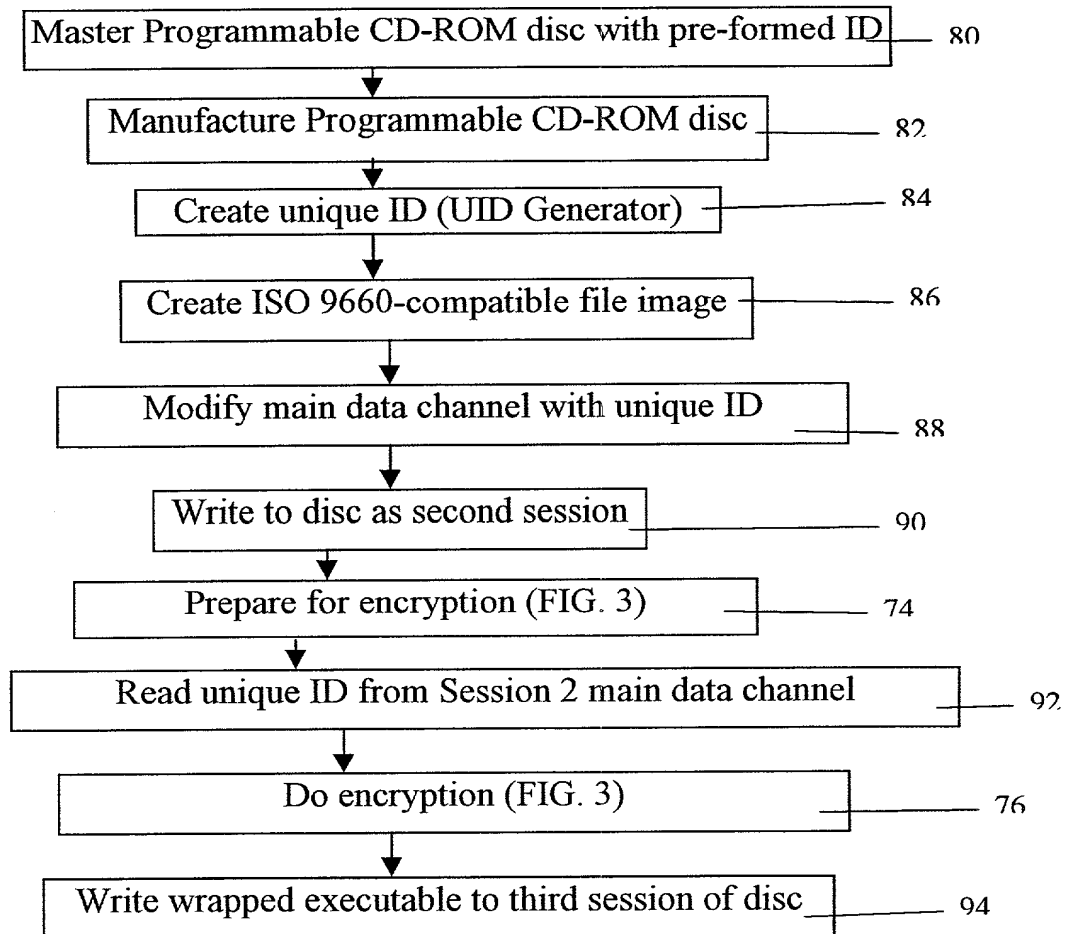 Master Programmable CD-ROM disc with pre-formed ID 80
Manufacture Programmable CD-ROM disc 82
Create unique ID (UID Generator) 84
Create ISO 9660-compatible file image 86
Modify main data channel with unique ID 88
Write to disc as second session 90
Prepare for encryption (FIG. 3) 74
Read unique ID from Session 2 main data channel 92
Do encryption (FIG. 3) 76
Write wrapped executable to third session of disc 94